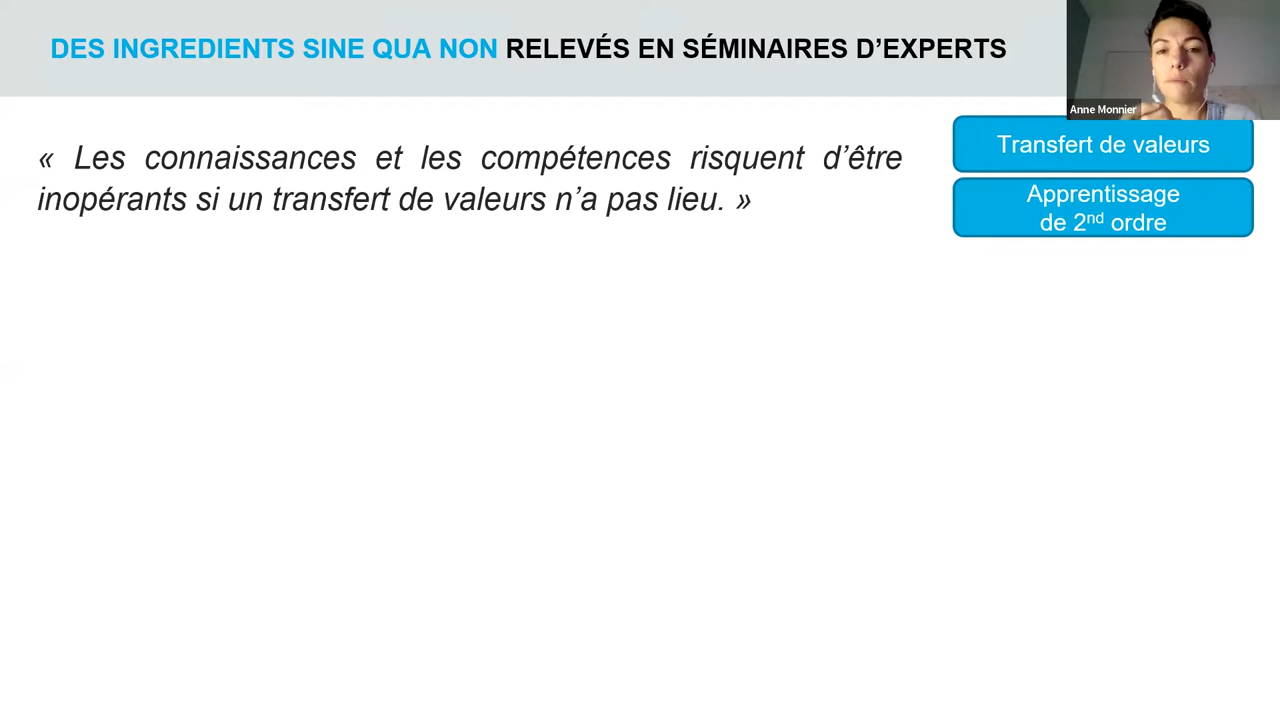 DES INGREDIENTS SINE QUA NON RELEVÉS EN SÉMINAIRES D’EXPERTS
Anne Monnier
« Les connaissances et les compétences risquent d’être
inopérants si un transfert de valeurs n’a pas lieu. »
Transfert de valeurs
Apprentissage
de 2nd ordre